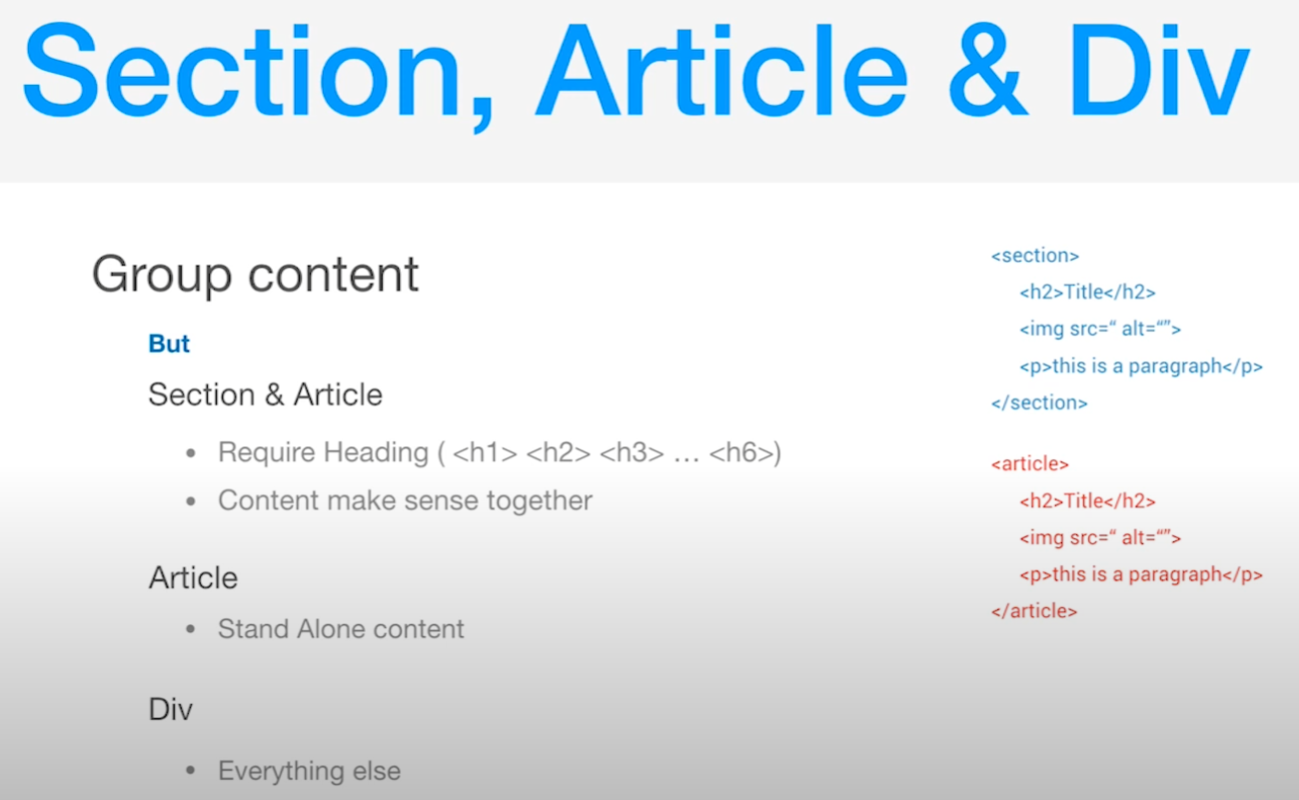 Section, Article & Div
Group content
But
Section & Article
• Require Heading ( <h1> <h2> <h3> … <h6>)
• Content make sense together
Article
• Stand Alone content
Div
• Everything else
<section>
<h2>Title</h2>
<img src=“ alt=“”>
<p>this is a paragraph</p>
</section>
<article>
<h2>Title</h2>
<img src=“ alt=“”>
<p>this is a paragraph</p>
</article>